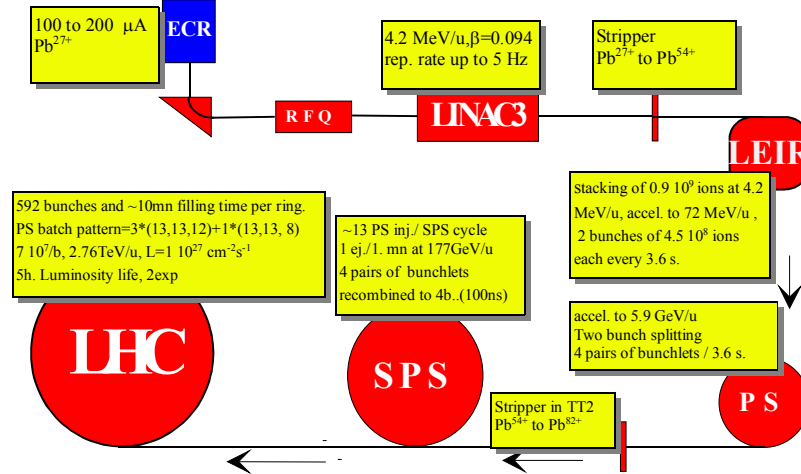 100 to 200 μA
Pb27+
ECR
4.2 MeV/u,β=0.094
rep. rate up to 5 Hz
Stripper
Pb27+ to Pb54+
RFQ
LINAC3
LEIR
stacking of 0.9 10⁹ ions at 4.2
MeV/u, accel. to 72 MeV/u ,
2 bunches of 4.5 10⁸ ions
each every 3.6 s.
592 bunches and ~10mn filling time per ring.
PS batch pattern=3*(13,13,12)+1*(13,13, 8)
7 10⁷/b, 2.76TeV/u, L=1 10²⁷ cm⁻²s⁻¹
5h. Luminosity life, 2exp
~13 PS inj./ SPS cycle
1 ej./1. mn at 177GeV/u
4 pairs of bunchlets
recombined to 4b..(100ns)
accel. to 5.9 GeV/u
Two bunch splitting
4 pairs of bunchlets / 3.6 s.
LHC
SPS
PS
Stripper in TT2
Pb54+ to Pb82+